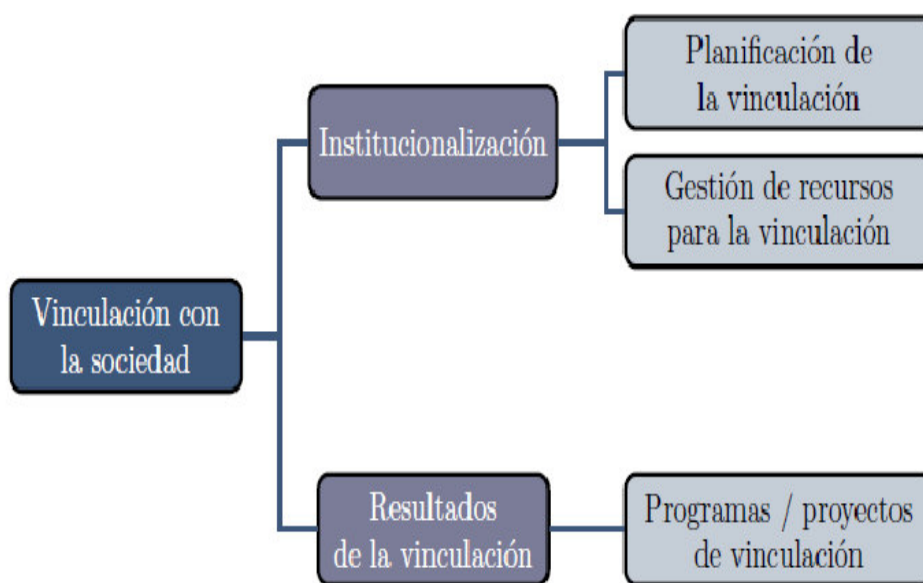 Vinculación con
la sociedad
Institucionalización
Planificación de
la vinculación
Gestión de recursos
para la vinculación
Resultados
de la vinculación
Programas / proyectos
de vinculación